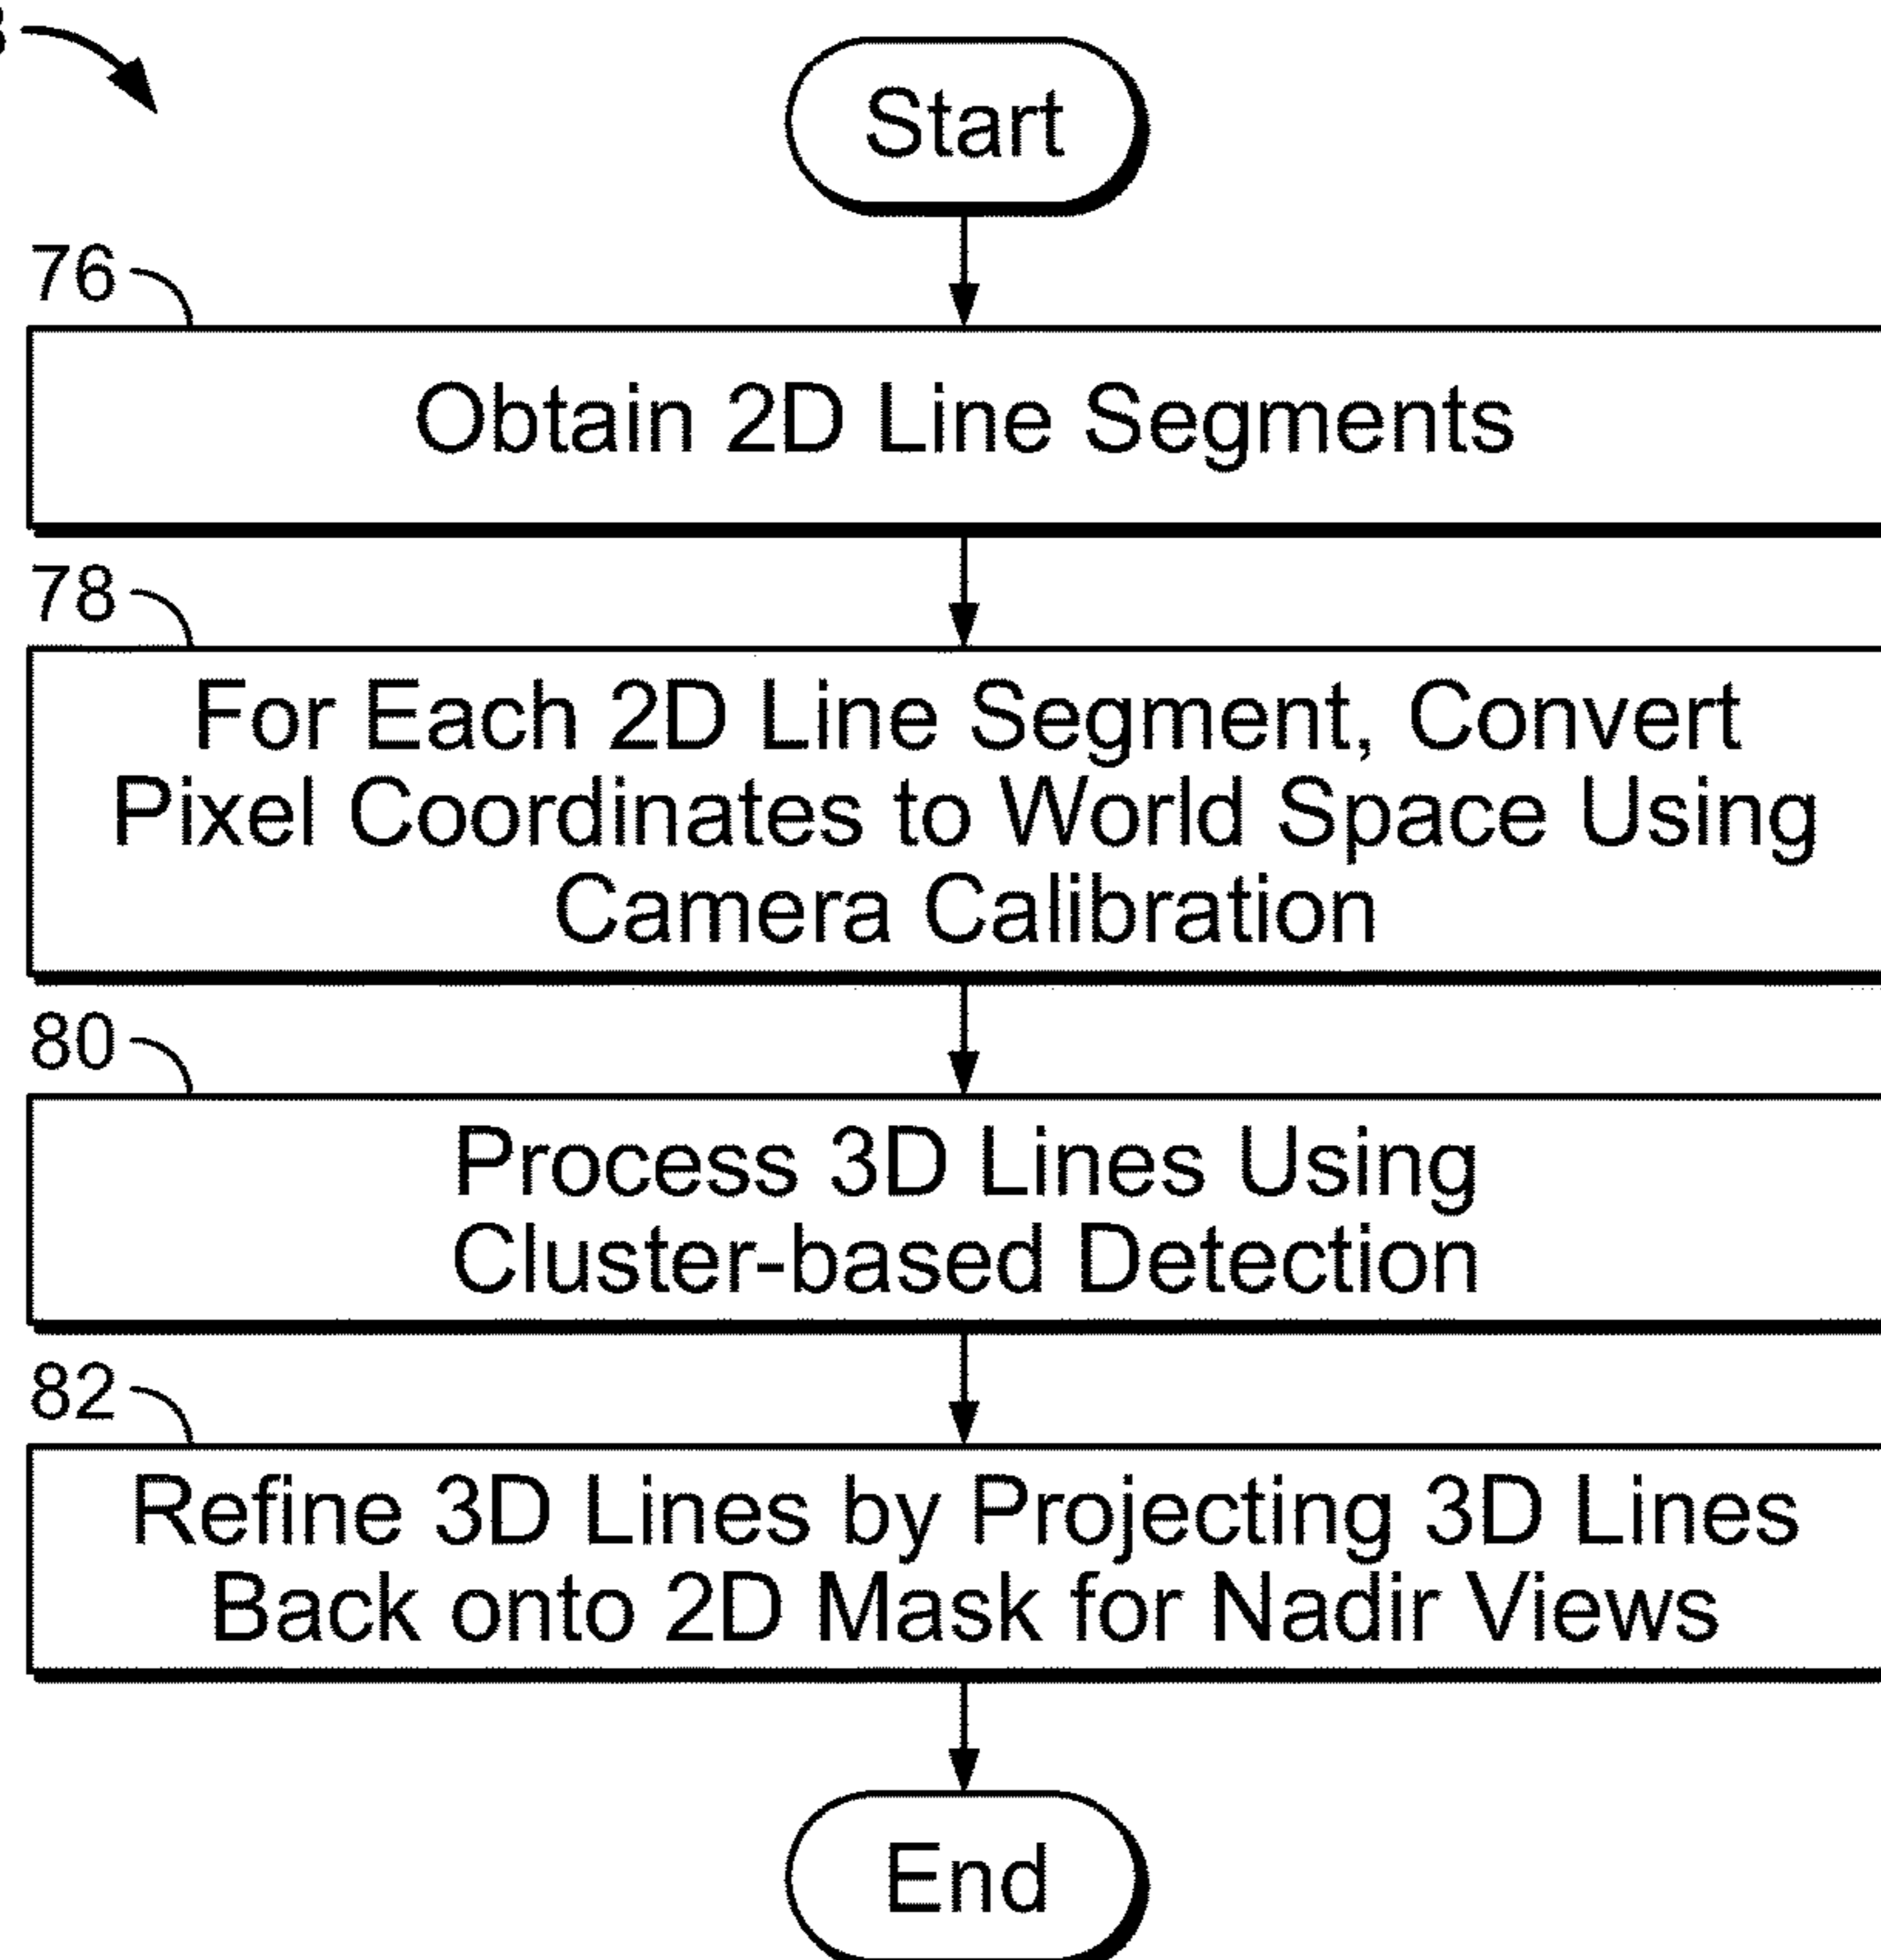 Start
76
Obtain 2D Line Segments
78
For Each 2D Line Segment, Convert
Pixel Coordinates to World Space Using
Camera Calibration
80
Process 3D Lines Using
Cluster-based Detection
82
Refine 3D Lines by Projecting 3D Lines
Back onto 2D Mask for Nadir Views
End